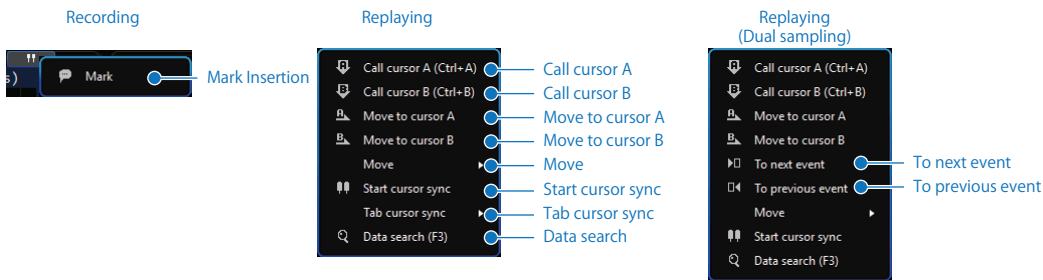 Recording
s)
Mark
Mark Insertion
Replaying
Call cursor A (Ctrl+A)
Call cursor A
Call cursor B (Ctrl+B)
Call cursor B
Move to cursor A
Move to cursor A
Move to cursor B
Move to cursor B
Move
Move
Start cursor sync
Start cursor sync
Tab cursor sync
Tab cursor sync
Data search (F3)
Data search
Replaying
(Dual sampling)
Call cursor A (Ctrl+A)
Call cursor B (Ctrl+B)
Move to cursor A
Move to cursor B
To next event
To next event
To previous event
To previous event
Move
Start cursor sync
Data search (F3)